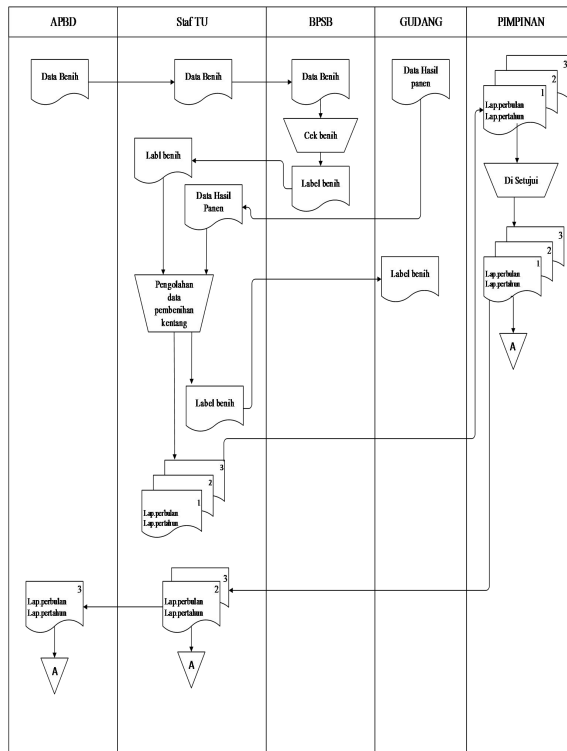 APBD
Staf TU
BPSB
GUDANG
PIMPINAN
Data Benih
Data Benih
Data Benih
Data Hasil
panen
3
2
1
Lap.perbulan
Lap.pertahun
Cek benih
Labl benih
Label benih
Di Setujui
Data Hasil
Panen
3
2
1
Lap.perbulan
Lap.pertahun
Label benih
Pengolahan
data
pembenihan
kentang
A
Label benih
3
2
1
Lap.perbulan
Lap.pertahun
3
Lap.perbulan
Lap.pertahun
3
2
Lap.perbulan
Lap.pertahun
A
A